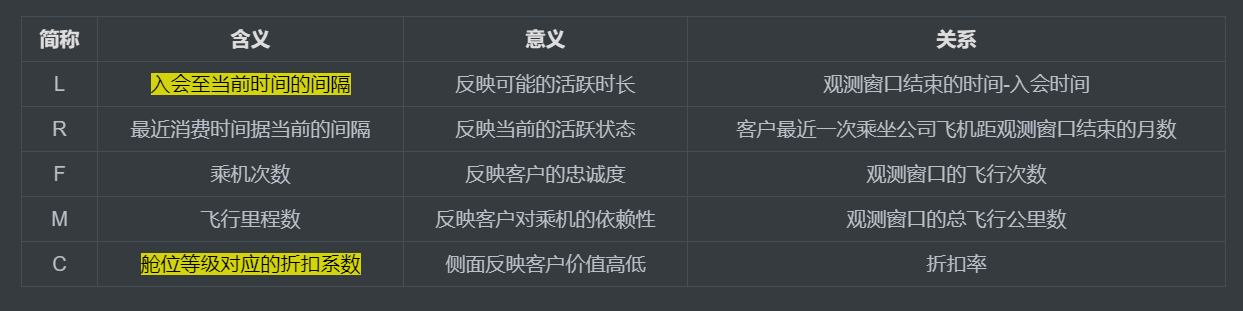 简称 含义 意义 关系
L 入会至当前时间的间隔 反映可能的活跃时长 观测窗口结束的时间-入会时间
R 最近消费时间据当前的间隔 反映当前的活跃状态 客户最近一次乘坐公司飞机距观测窗口结束的月数
F 乘机次数 反映客户的忠诚度 观测窗口的飞行次数
M 飞行里程数 反映客户对乘机的依赖性 观测窗口的总飞行公里数
C 舱位等级对应的折扣系数 侧面反映客户价值高低 折扣率